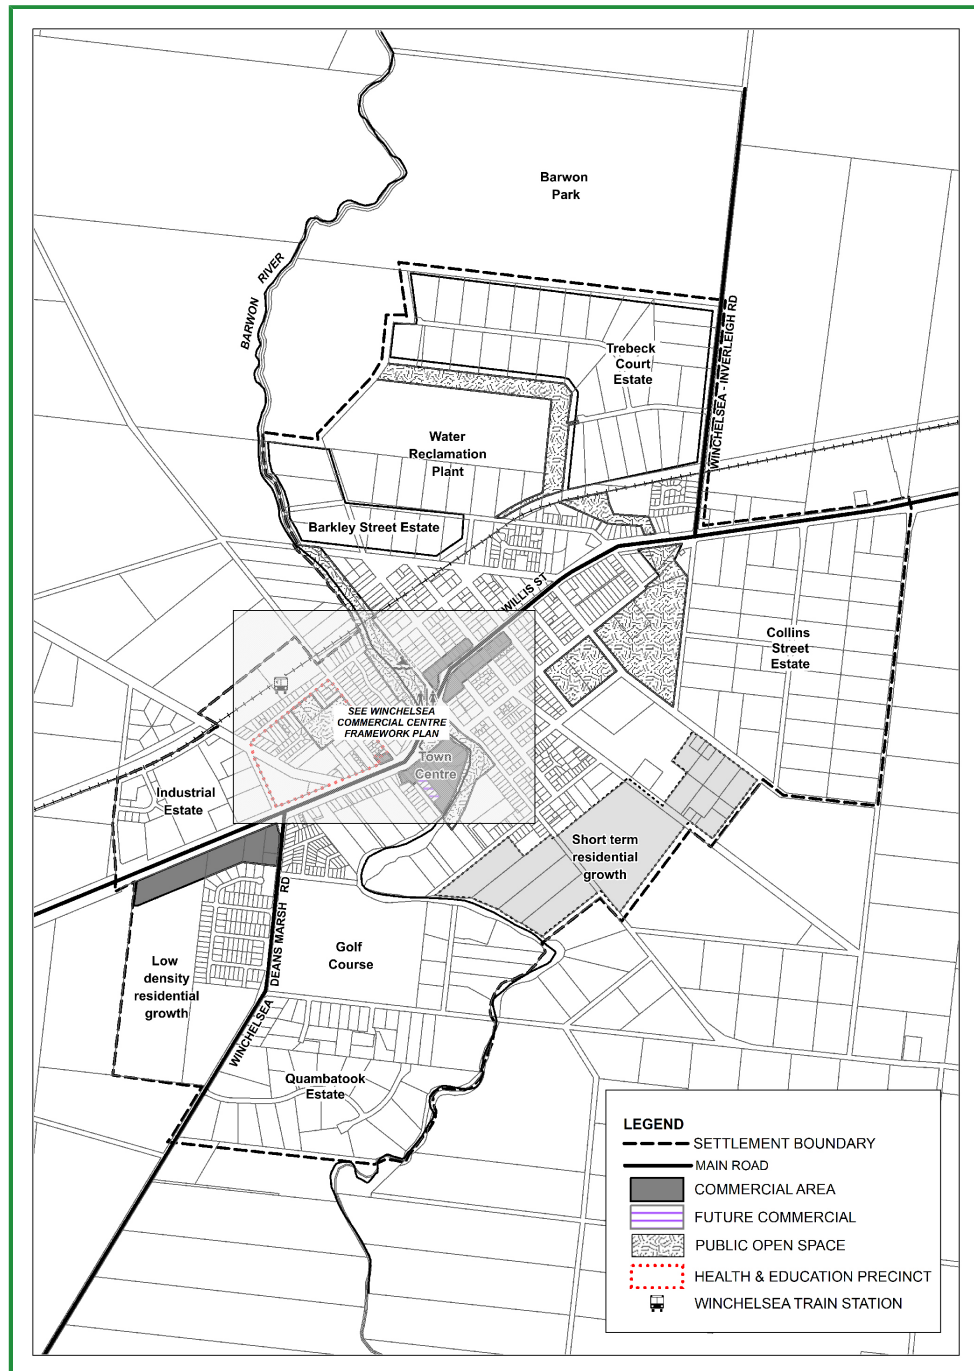 Barwon
Park
BARWON RIVER
WINCHELSEA - INVERLEIGH RD
Trebeck
Court
Estate
Water
Reclamation
Plant
Barkley Street Estate
WILLIS ST
Collins
Street
Estate
SEE WINCHELSEA
COMMERCIAL CENTRE
FRAMEWORK PLAN
Town
Centre
Industrial
Estate
Short term
residential
growth
WINCHELSEA DEANS MARSH RD
Golf
Course
Low
density
residential
growth
Quambatook
Estate
LEGEND
SETTLEMENT BOUNDARY
MAIN ROAD
COMMERCIAL AREA
FUTURE COMMERCIAL
PUBLIC OPEN SPACE
HEALTH & EDUCATION PRECINCT
WINCHELSEA TRAIN STATION